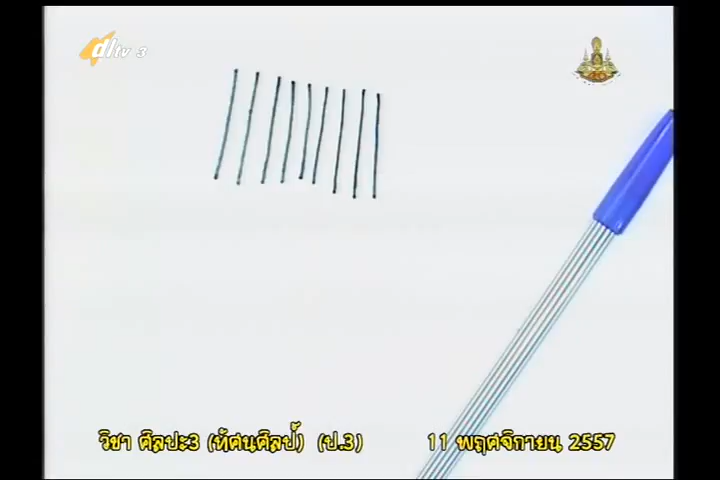 dltv 3
วิชา ศิลปะ3 (ทัศนศิลป์) (ป.3) 11 พฤศจิกายน 2557